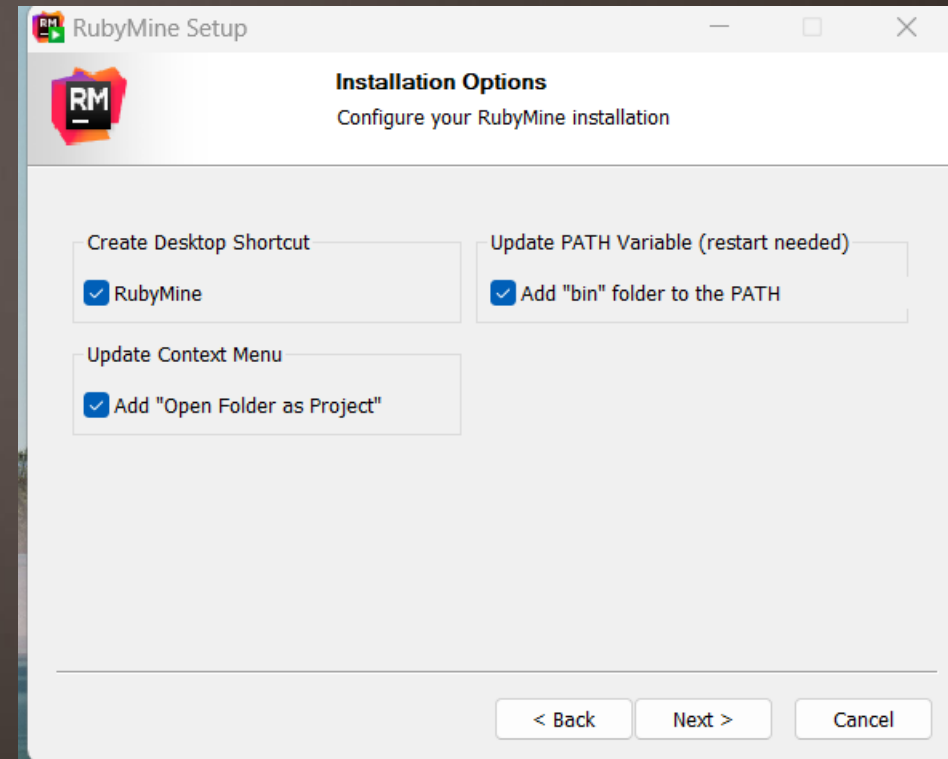 RubyMine Setup
RM
Installation Options
Configure your RubyMine installation
Create Desktop Shortcut
RubyMine
Update PATH Variable (restart needed)
Add "bin" folder to the PATH
Update Context Menu
Add "Open Folder as Project"
< Back
Next >
Cancel